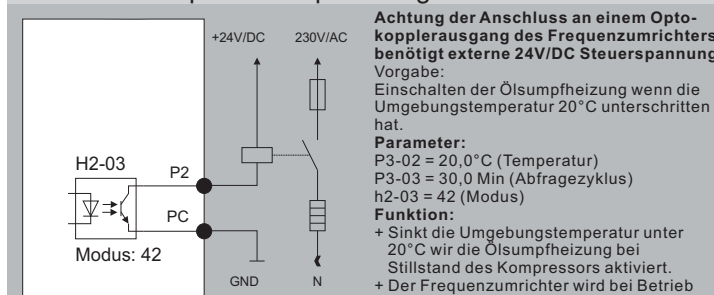 +24V/DC
230V/AC
H2-03
P2
PC
Modus: 42
GND
N
Achtung der Anschluss an einem Opto-
kopplerausgang des Frequenzumrichters
benötigt externe 24V/DC Steuerspannung
Vorgabe:
Einschalten der Ölsumpfheizung wenn die
Umgebungstemperatur 20°C unterschritten
hat.
Parameter:
P3-02 = 20,0°C (Temperatur)
P3-03 = 30,0 Min (Abfragezyklus)
h2-03 = 42 (Modus)
Funktion:
+ Sinkt die Umgebungstemperatur unter
20°C wir die Ölsumpfheizung bei
Stillstand des Kompressors aktiviert.
+ Der Frequenzumrichter wird bei Betrieb